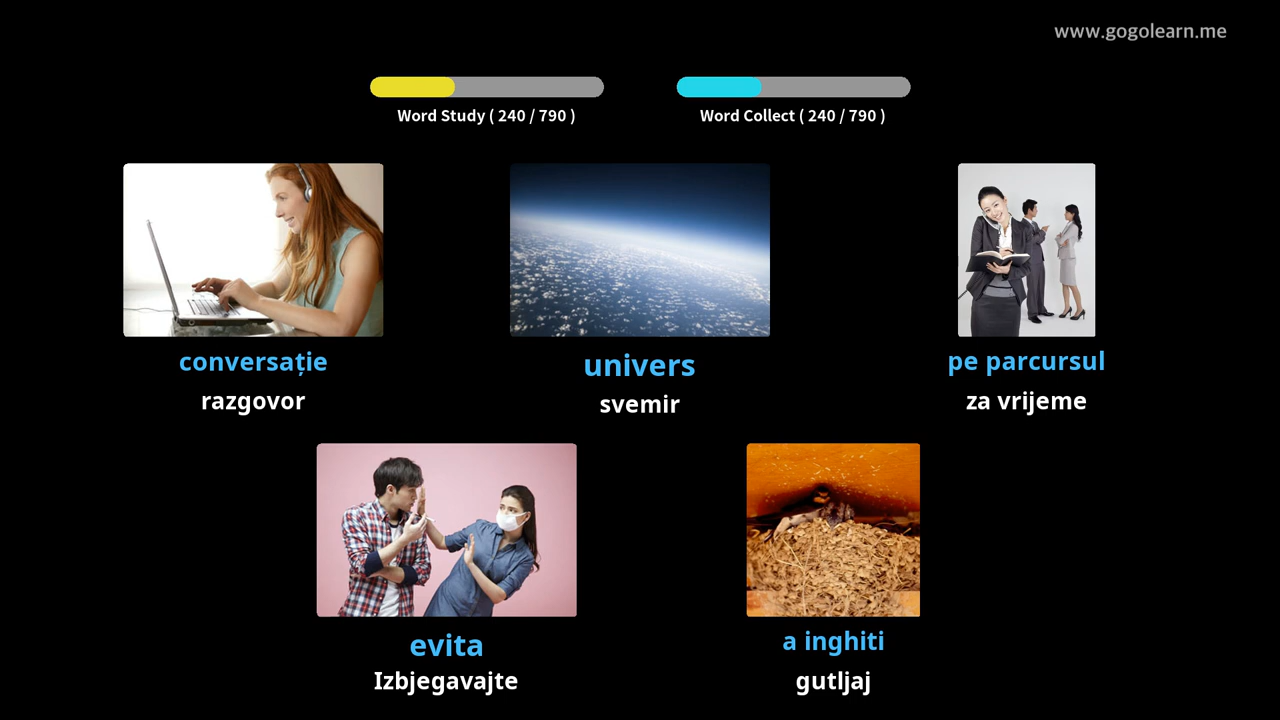 www.gogolearn.me
Word Study ( 240 / 790 )
Word Collect ( 240 / 790 )
conversație
razgovor
univers
svemir
pe parcursul
za vrijeme
evita
Izbjegavajte
a inghiti
gutljaj